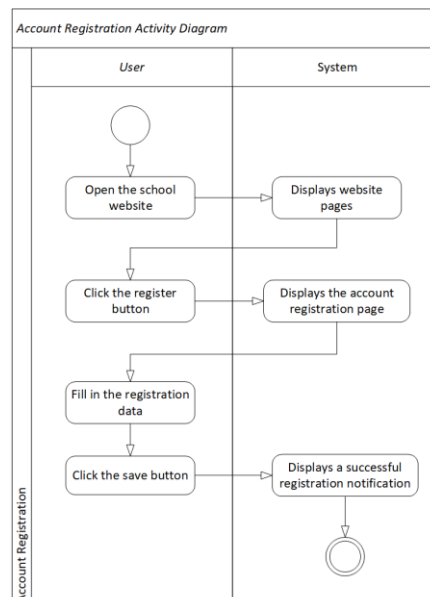 Account Registration Activity Diagram
User
System
Open the school
website
Displays website
pages
Click the register
button
Displays the account
registration page
Fill in the registration
data
Click the save button
Displays a successful
registration notification
Account Registration